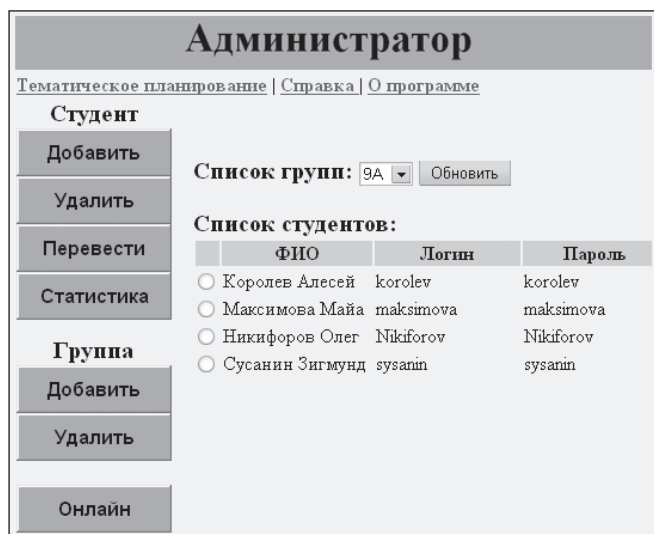 Администратор
Тематическое планирование | Справка | О программе
Студент
Добавить
Удалить
Перевести
Статистика
Группа
Добавить
Удалить
Онлайн
Список групп: 9А Обновить
Список студентов:
ФИО Логин Пароль
Королев Алесей korolev korolev
Максимова Майа maksimova maksimova
Никифоров Олег Nikiforov Nikiforov
Сусанин Зигмунд sysanin sysanin